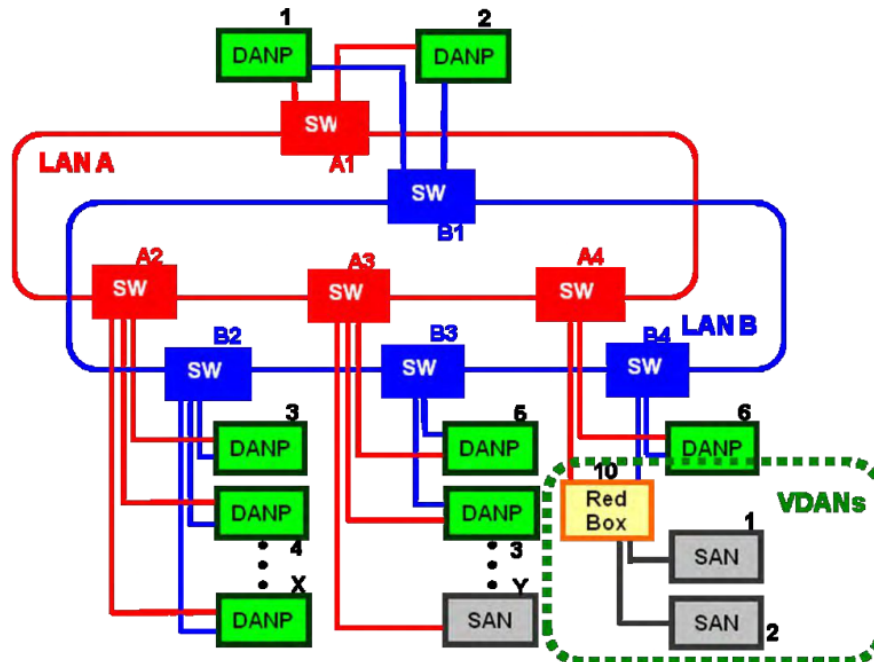 1
2
DANP
DANP
SW
A1
LAN A
SW
B1
A2
A3
A4
SW
SW
SW
LAN B
B2
B3
B4
SW
SW
SW
3
5
6
DANP
DANP
DANP
10
VDANs
DANP
4
DANP
3
Red
Box
1
SAN
X
Y
DANP
SAN
SAN
2